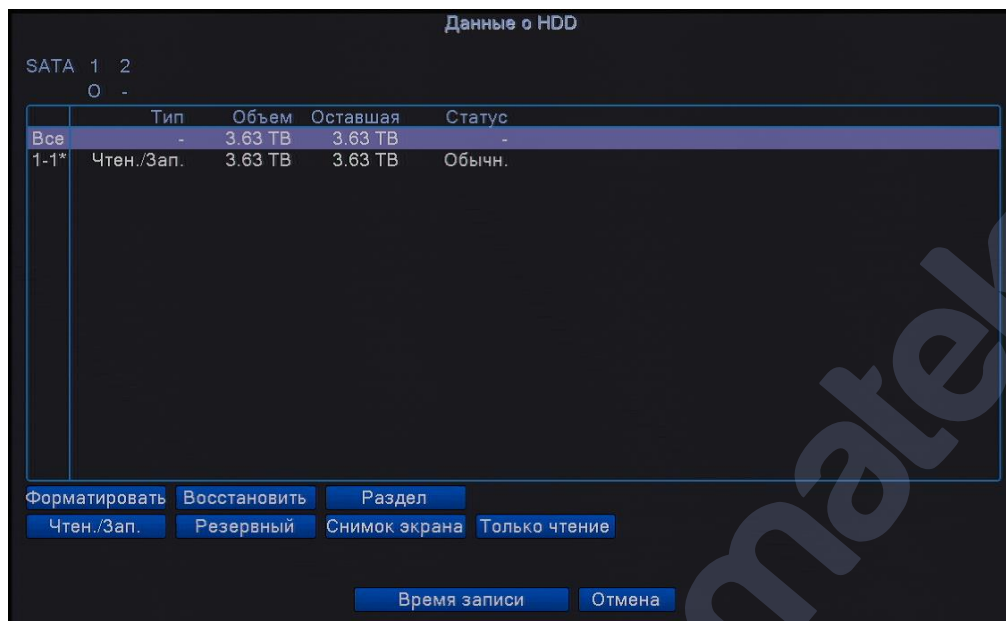 Данные о HDD
SATA 1 2
O -
Тип Объем Оставшая Статус
Все - 3.63 TB 3.63 TB -
1-1* Чтен./Зап. 3.63 TB 3.63 TB Обычн.
Форматировать Восстановить Раздел
Чтен./Зап. Резервный Снимок экрана Только чтение
Время записи Отмена
matek